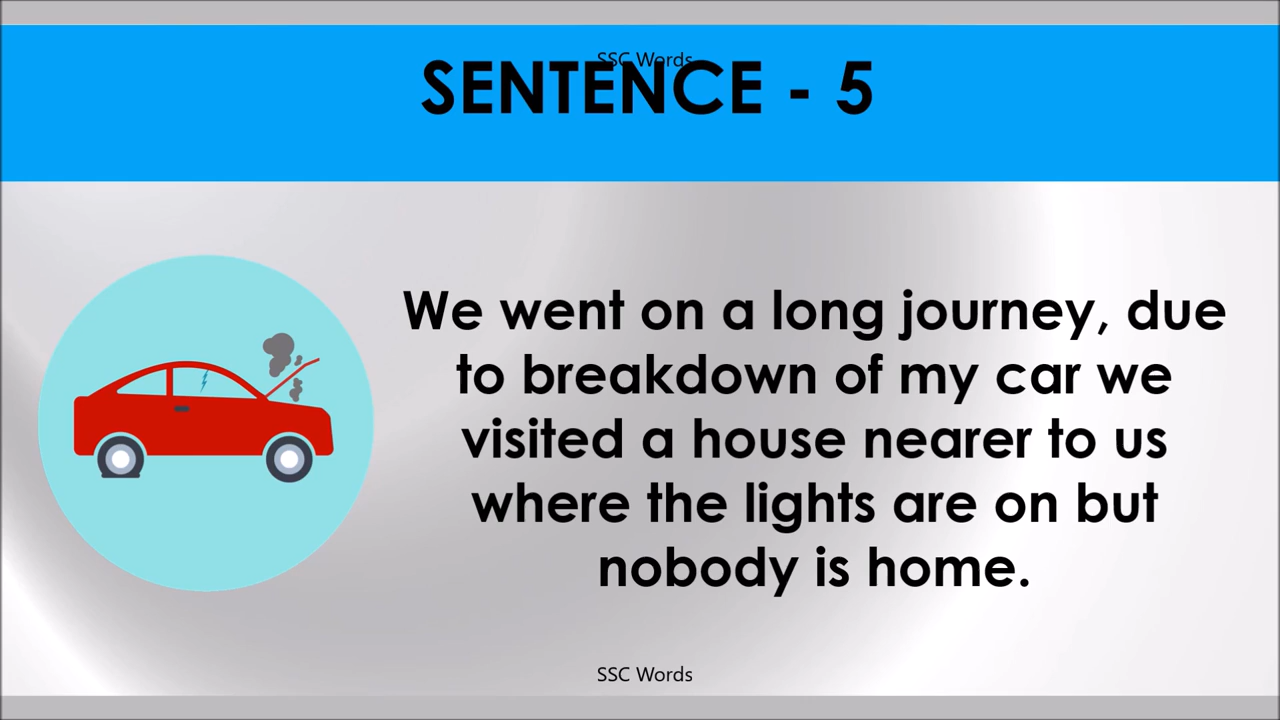 SSC Words
SENTENCE - 5
We went on a long journey, due
to breakdown of my car we
visited a house nearer to us
where the lights are on but
nobody is home.
SSC Words